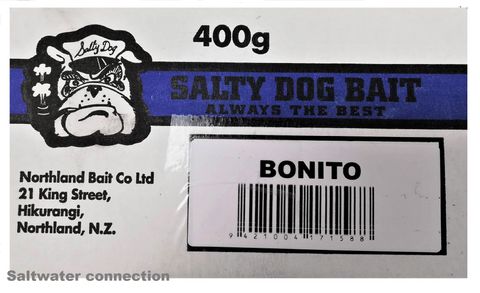 400g
Salty Dog
SALTY DOG BAIT
ALWAYS THE BEST
Northland Bait Co Ltd
21 King Street,
Hikurangi,
Northland, N.Z.
BONITO
9 421004 171588
Saltwater connection